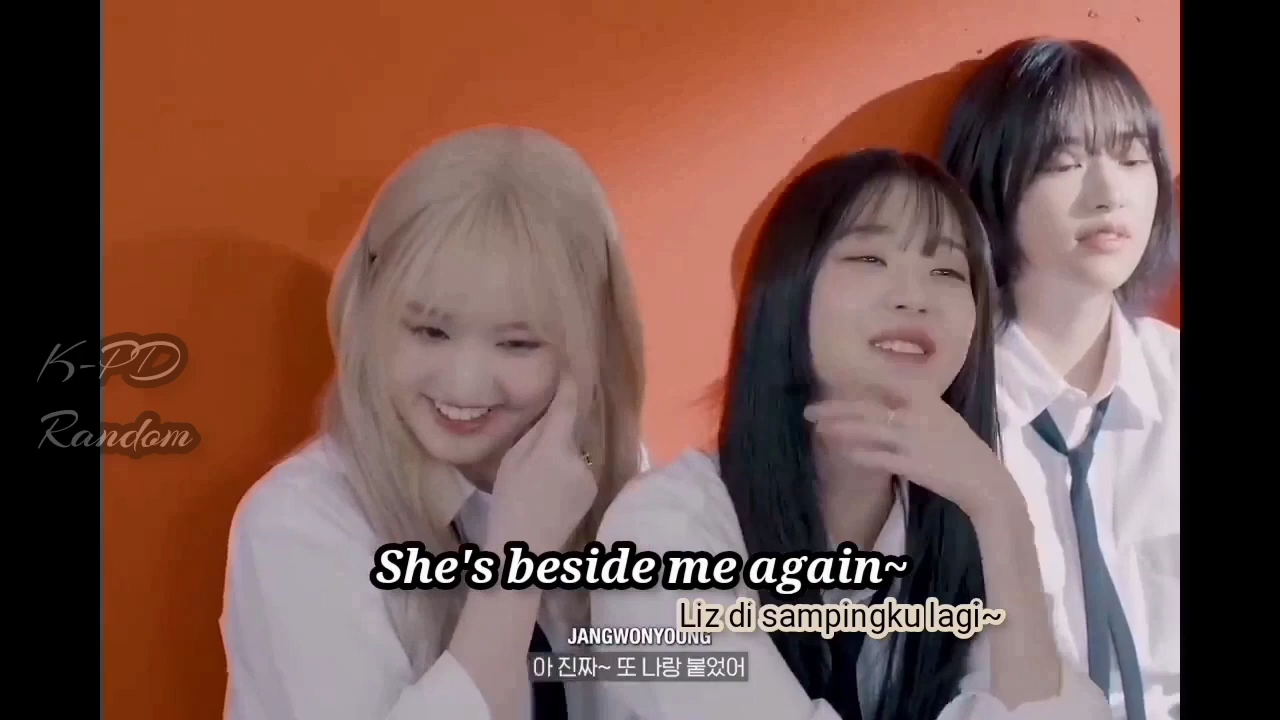 K-PD
Random
She's beside me again~
Liz di sampingku lagi~
JANGWONYOUNG
아 진짜~ 또 나랑 붙었어